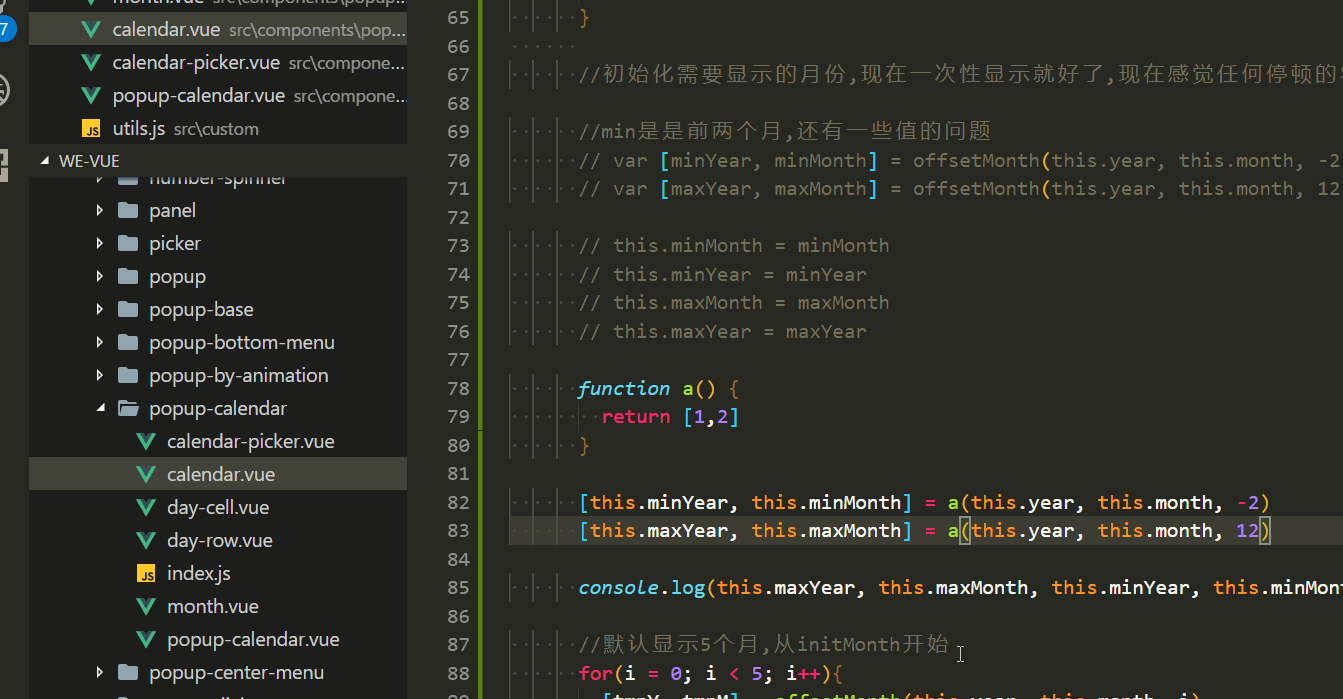 month.vue src\components\popup...
calendar.vue src\components\pop...
calendar-picker.vue src\compone...
popup-calendar.vue src\compone...
JS utils.js src\custom
7
WE-VUE
number-spinner
panel
picker
popup
popup-base
popup-bottom-menu
popup-by-animation
popup-calendar
calendar-picker.vue
calendar.vue
day-cell.vue
day-row.vue
JS index.js
month.vue
popup-calendar.vue
popup-center-menu
65 }
66
67 //初始化需要显示的月份,现在一次性显示就好了,现在感觉任何停顿的
68
69 //min是是前两个月,还有一些值的问题
70 // var [minYear, minMonth] = offsetMonth(this.year, this.month, -2
71 // var [maxYear, maxMonth] = offsetMonth(this.year, this.month, 12
72
73 // this.minMonth = minMonth
74 // this.minYear = minYear
75 // this.maxMonth = maxMonth
76 // this.maxYear = maxYear
77
78 function a() {
79 return [1,2]
80 }
81
82 [this.minYear, this.minMonth] = a(this.year, this.month, -2)
83 [this.maxYear, this.maxMonth] = a(this.year, this.month, 12)
84
85 console.log(this.maxYear, this.maxMonth, this.minYear, this.minMont
86
87 //默认显示5个月,从initMonth开始
88 for(i = 0; i < 5; i++){